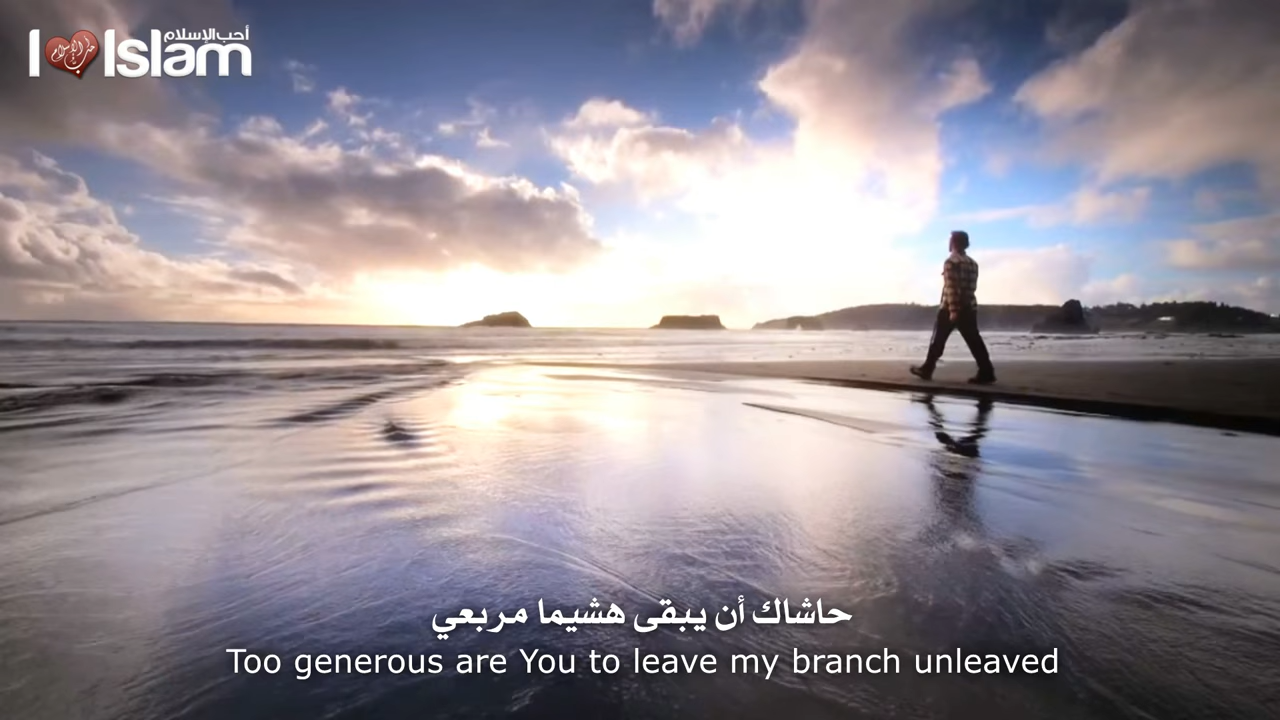 أحب الإسلام
I Islam
حاشاك أن يبقى هشيما مربعي
Too generous are You to leave my branch unleaved